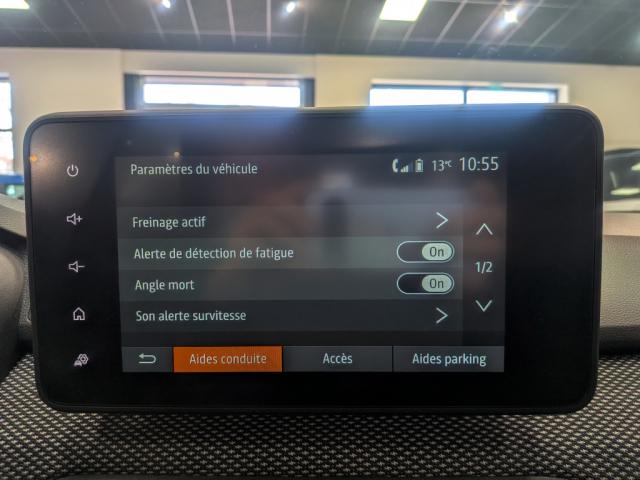 Paramètres du véhicule 13°C 10:55
Freinage actif
Alerte de détection de fatigue On
Angle mort On
1/2
Son alerte survitesse
Aides conduite Accès Aides parking